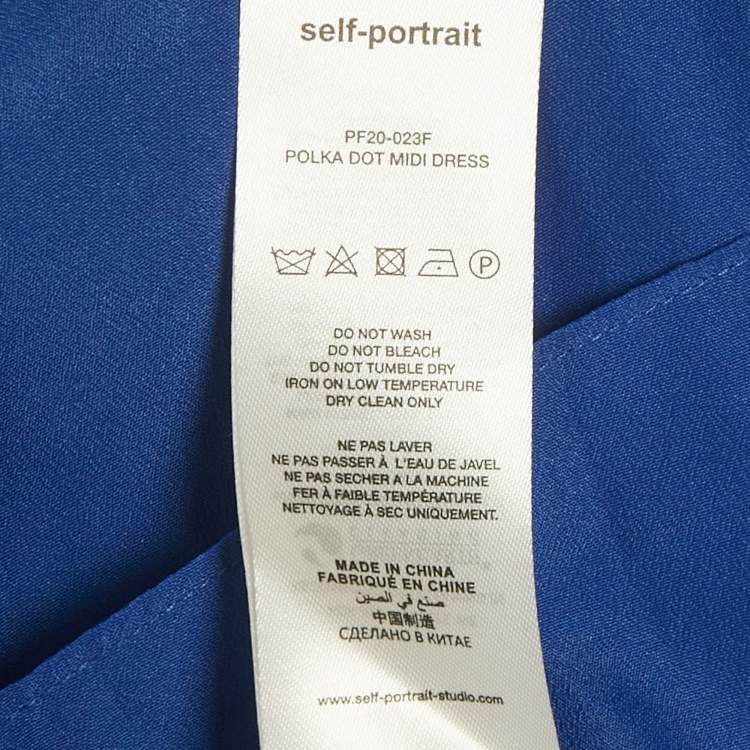 self-portrait
PF20-023F
POLKA DOT MIDI DRESS
P
DO NOT WASH
DO NOT BLEACH
DO NOT TUMBLE DRY
IRON ON LOW TEMPERATURE
DRY CLEAN ONLY
NE PAS LAVER
NE PAS PASSER À L'EAU DE JAVEL
NE PAS SECHER A LA MACHINE
FER À FAIBLE TEMPÉRATURE
NETTOYAGE À SEC UNIQUEMENT.
MADE IN CHINA
FABRIQUÉ EN CHINE
صنع في الصين
中国制造
СДЕЛАНО В КИТАЕ
www.self-portrait-studio.com